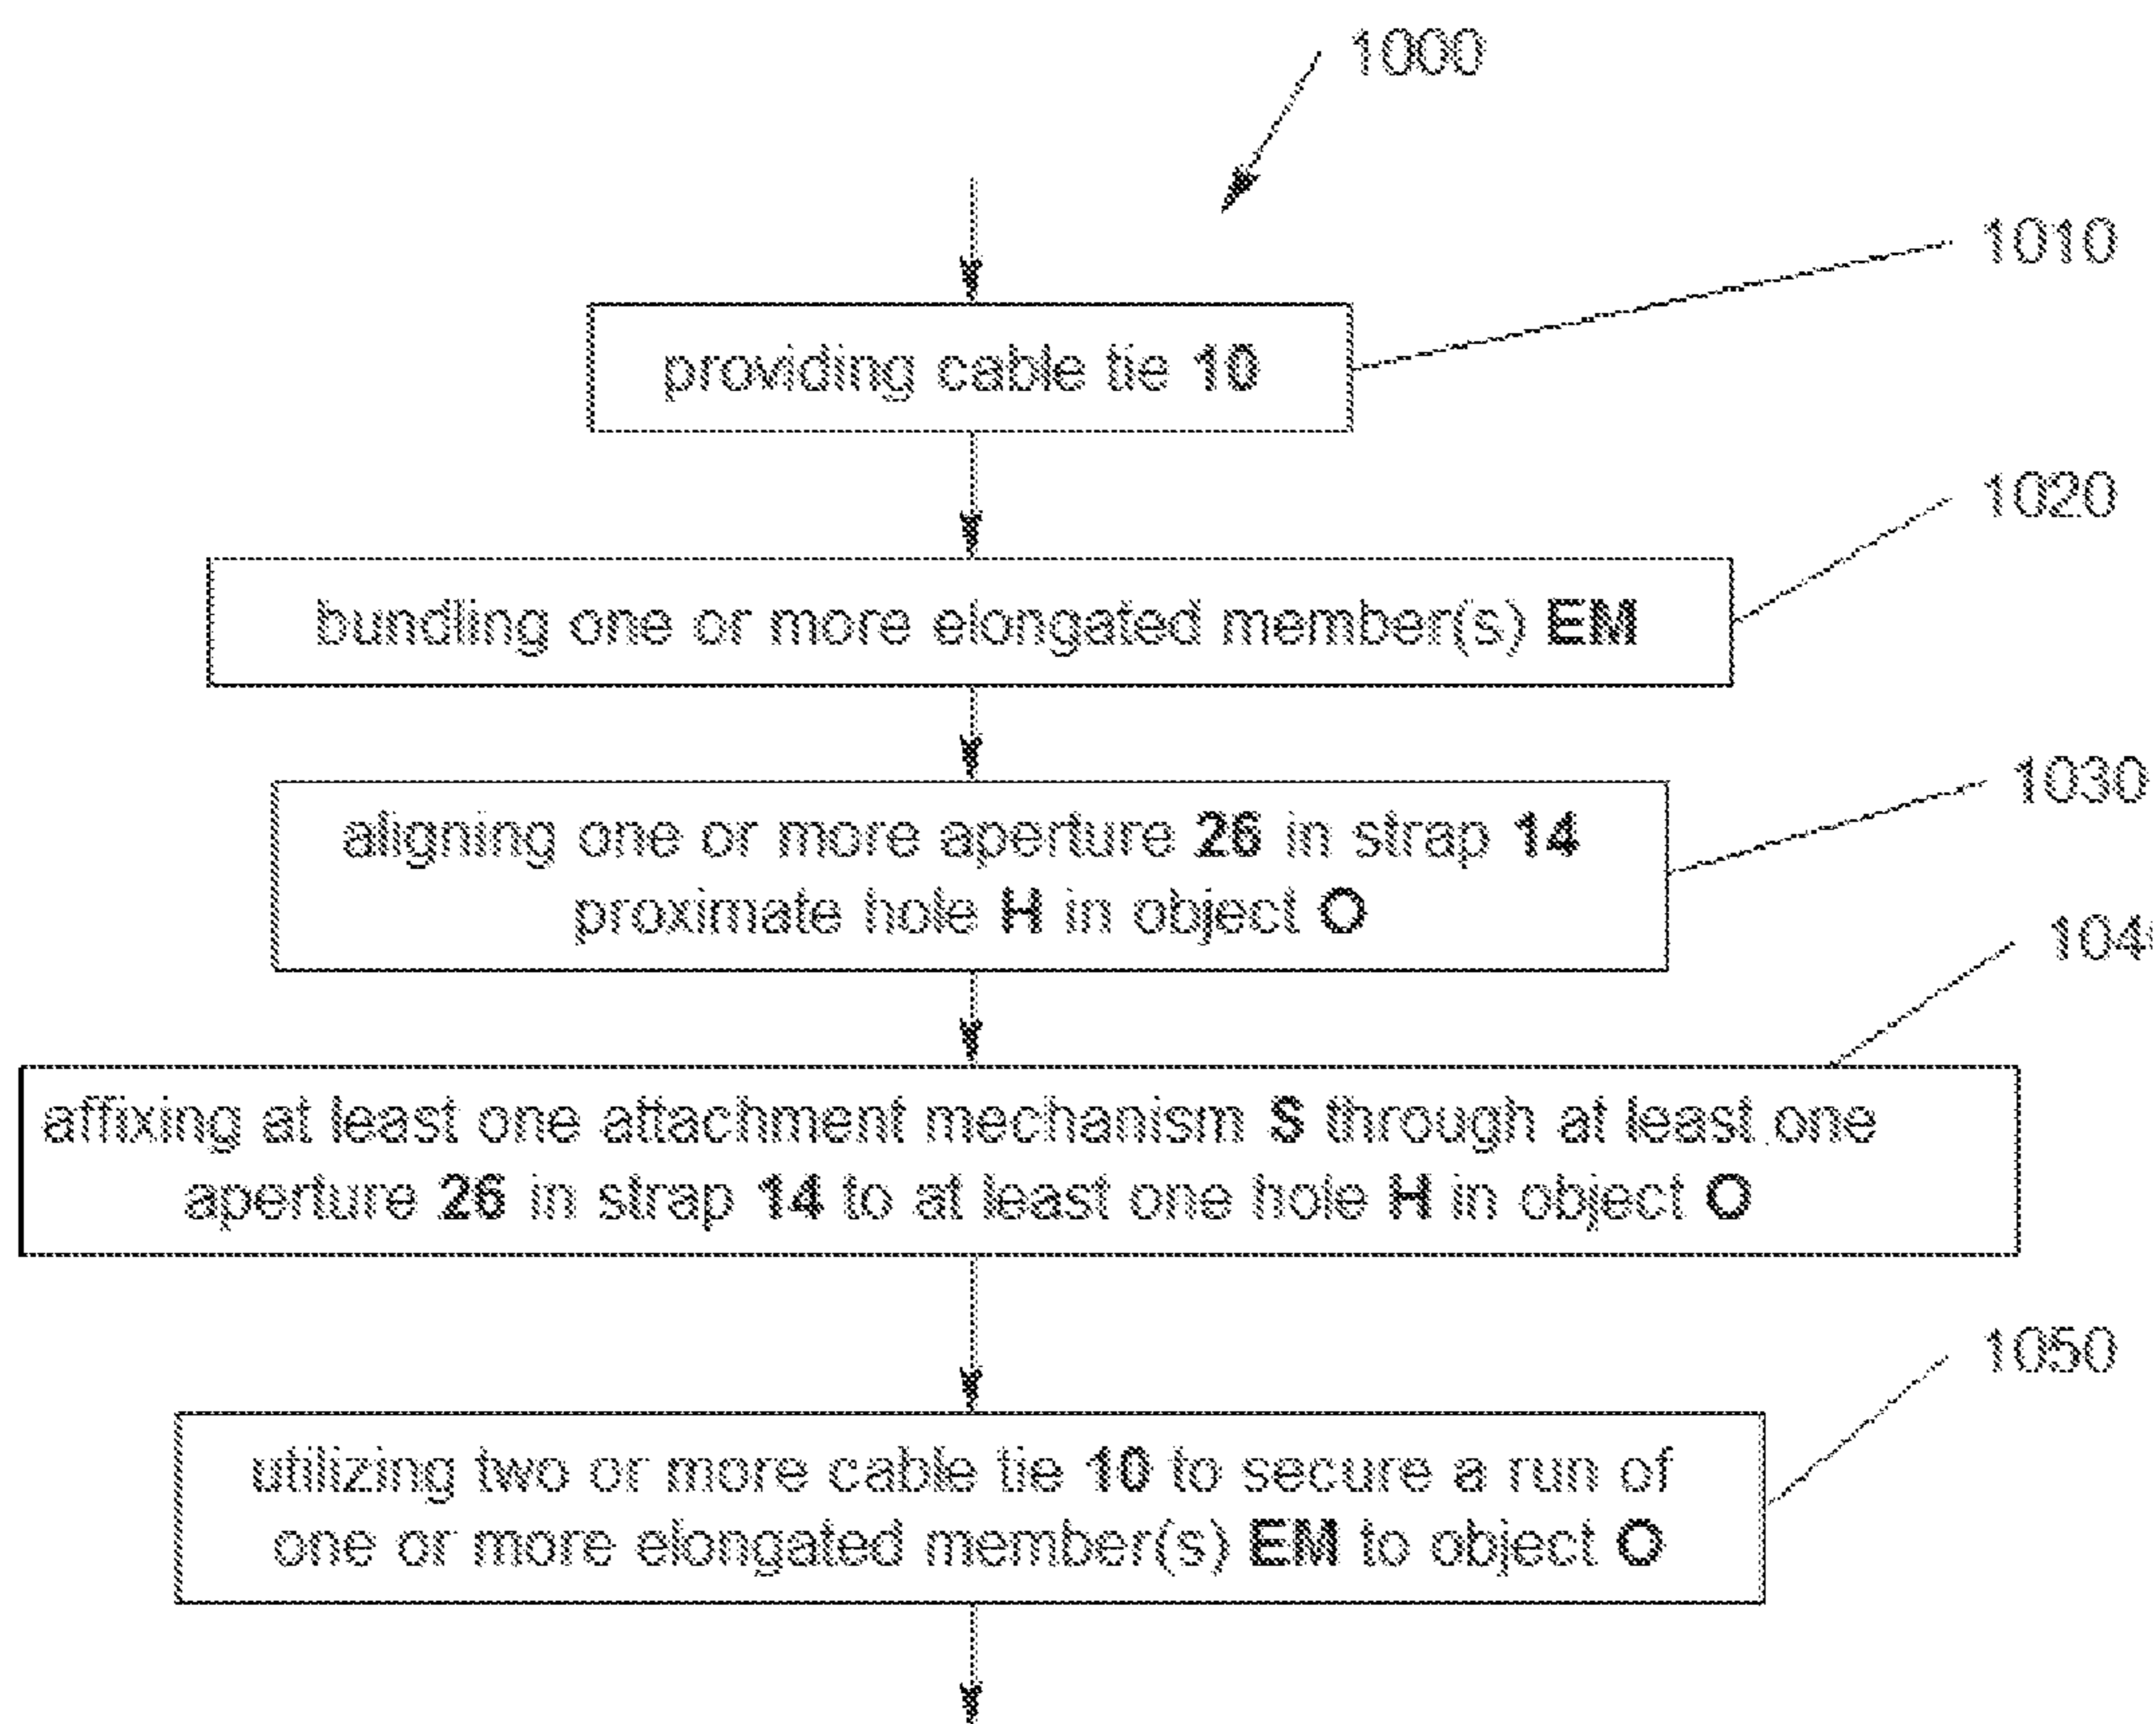 1000
1010
providing cable tie 10
1020
bundling one or more elongated member(s) EM
1030
aligning one or more aperture 26 in strap 14
proximate hole H in object O
104
affixing at least one attachment mechanism S through at least one
aperture 26 in strap 14 to at least one hole H in object O
1050
utilizing two or more cable tie 10 to secure a run of
one or more elongated member(s) EM to object O